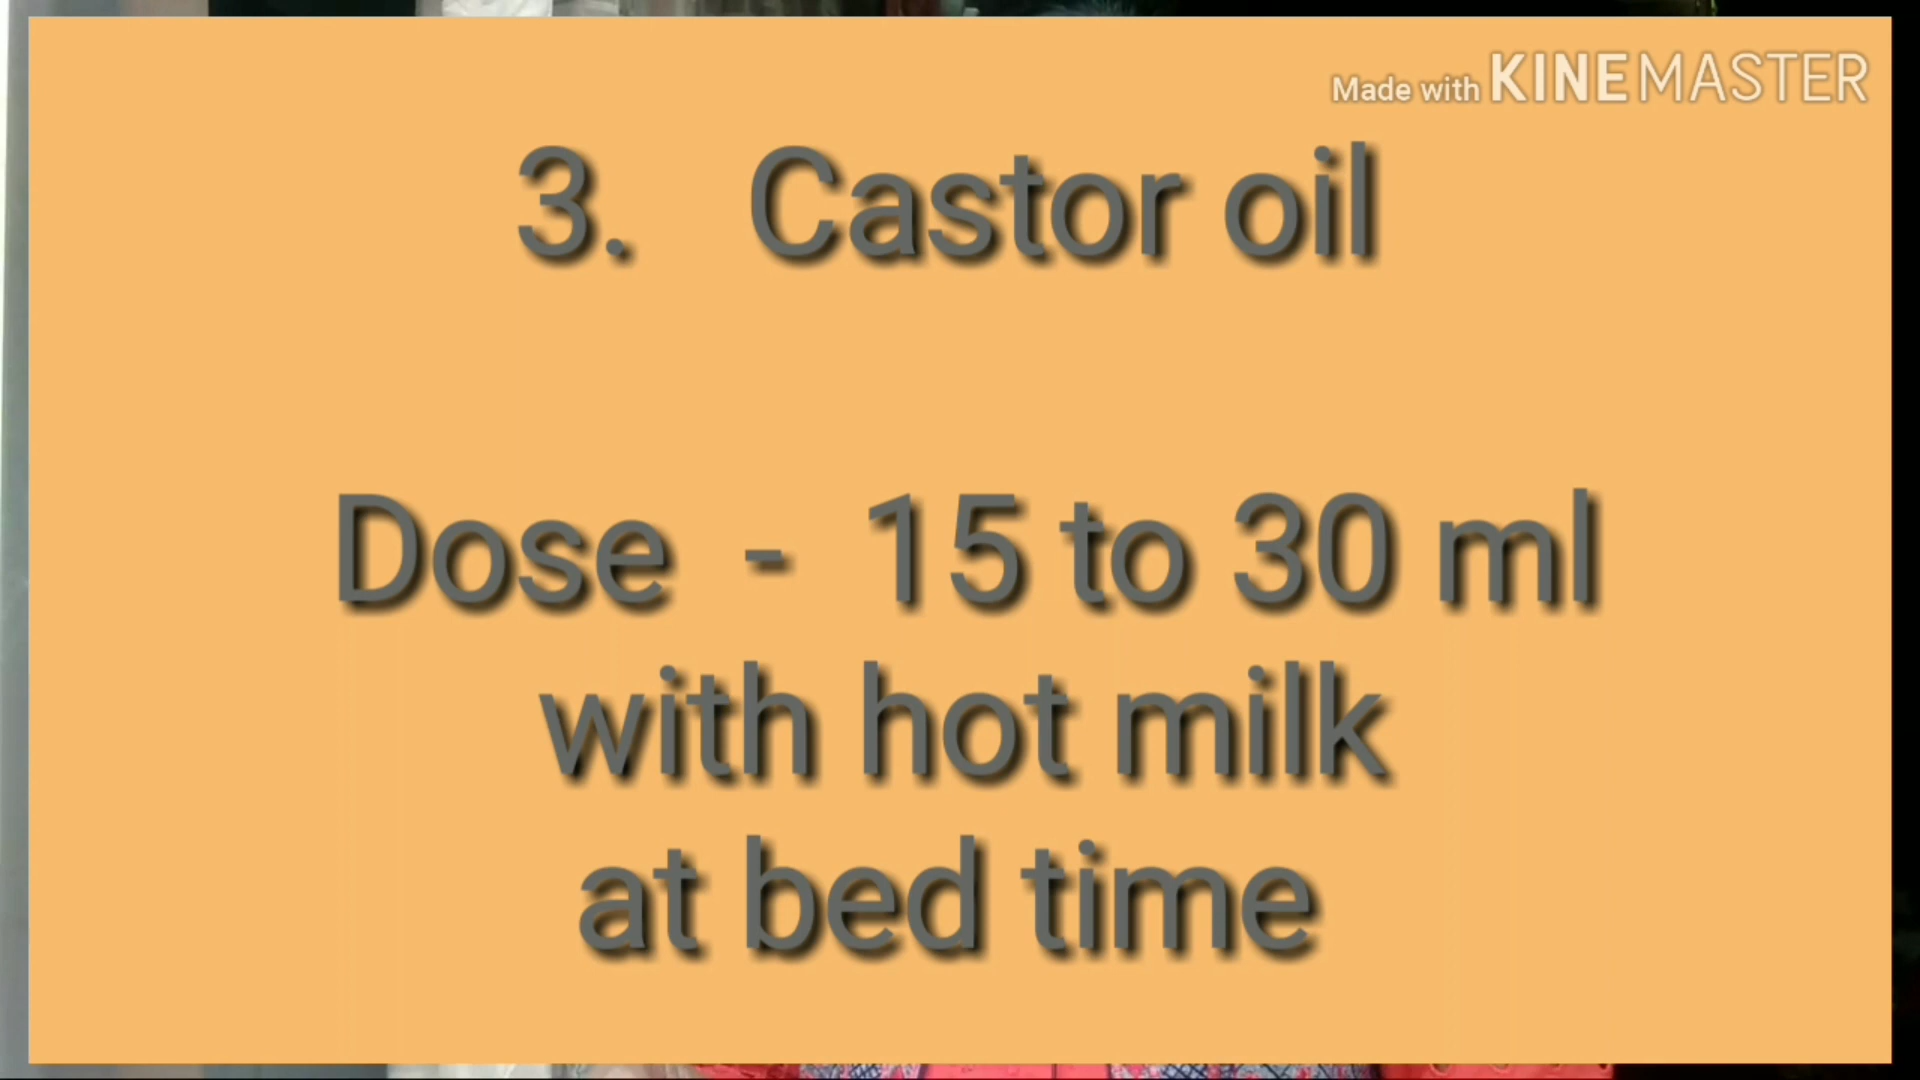 Made with KINEMASTER
3. Castor oil
Dose - 15 to 30 ml
with hot milk
at bed time